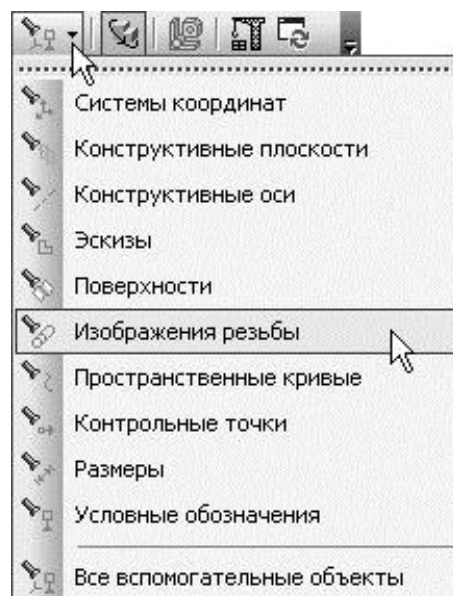 Системы координат
Конструктивные плоскости
Конструктивные оси
Эскизы
Поверхности
Изображения резьбы
Пространственные кривые
Контрольные точки
Размеры
Условные обозначения
Все вспомогательные объекты